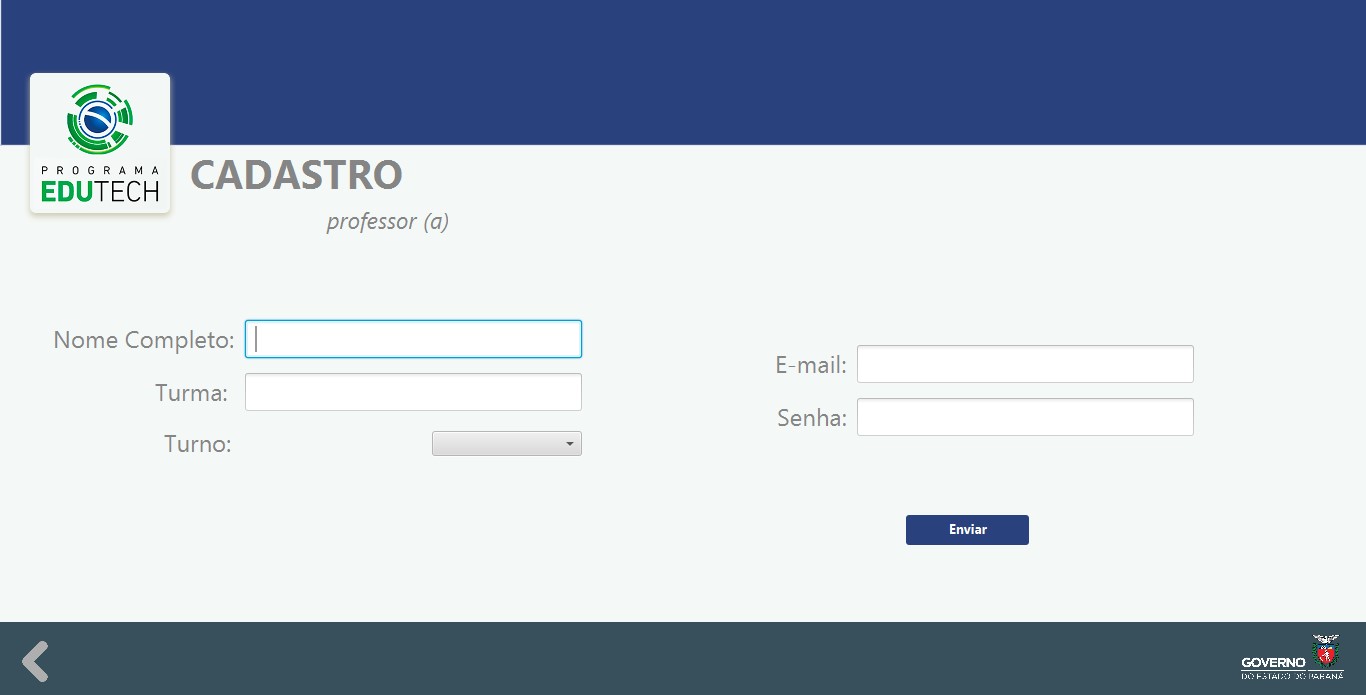 PROGRAMA
EDUTECH
CADASTRO
professor (a)
Nome Completo:
Turma:
Turno:
E-mail:
Senha:
Enviar
GOVERNO
DO ESTADO DO PARANÁ